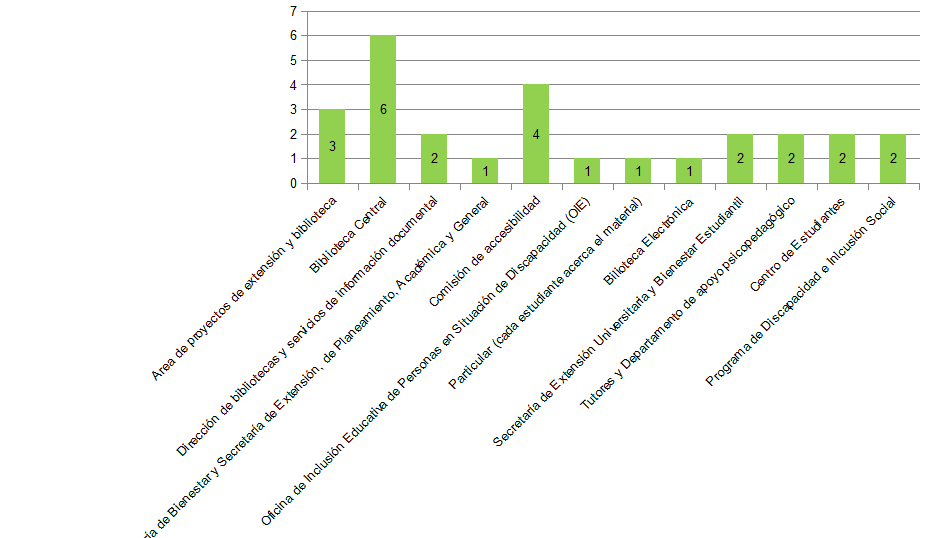 7
6
5
4
3
2
1
0
3
6
2
1
4
1
1
1
2
2
2
2
Area de proyectos de extensión y biblioteca
Biblioteca Central
Dirección de bibliotecas y servicios de información documental
de Bienestar y Secretaría de Extensión, de Planeamiento, Académica y General
Comisión de accesibilidad
Oficina de Inclusión Educativa de Personas en Situación de Discapacidad (OIE)
Particular (cada estudiante acerca el material)
Bliloteca Electrónica
Secretaría de Extensión Universitaria y Bienestar Estudiantil
Tutores y Departamento de apoyo psicopedagógico
Centro de Estudiantes
Programa de Discapacidad e Inlcusión Social